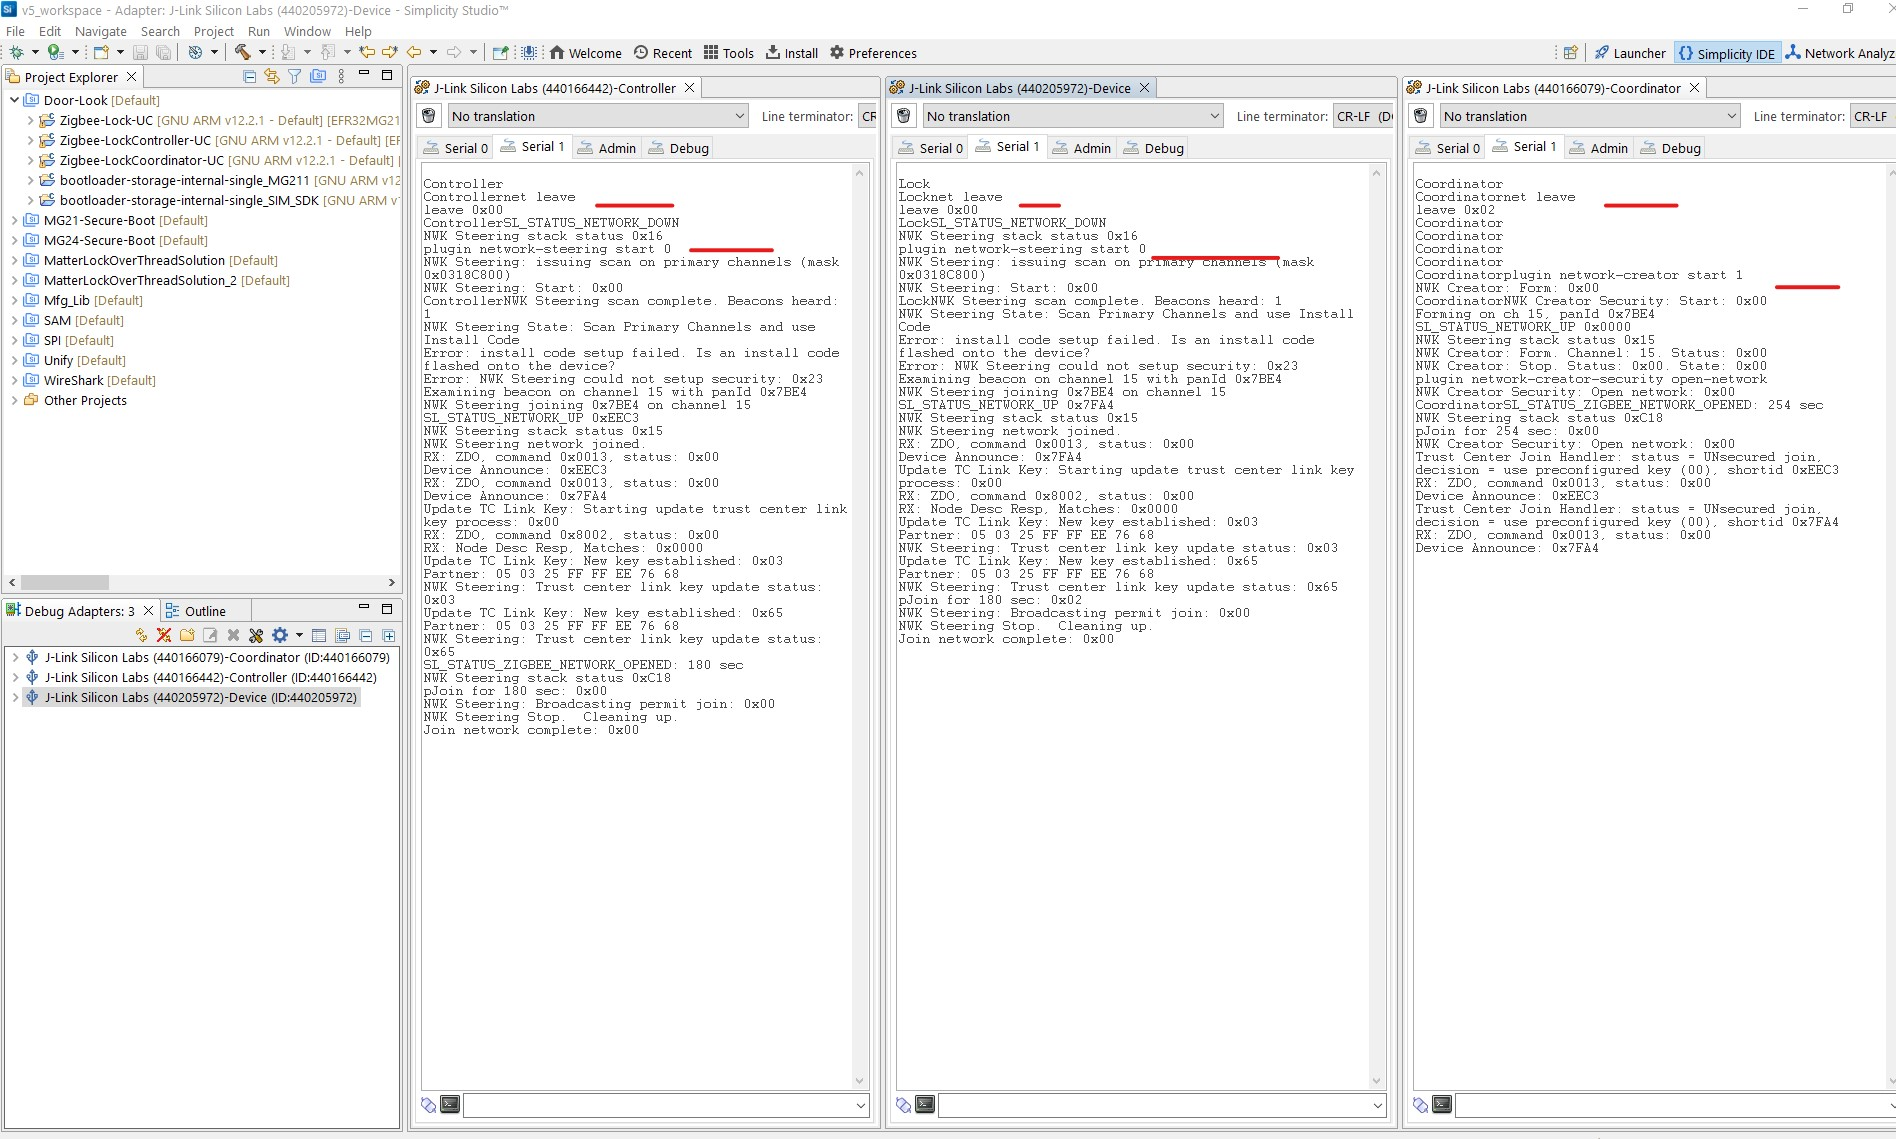 v5_workspace - Adapter: J-Link Silicon Labs (440205972)-Device - Simplicity Studio™
File Edit Navigate Search Project Run Window Help
Welcome Recent Tools Install Preferences
Launcher Simplicity IDE Network Analyz
Project Explorer
Door-Look [Default]
Zigbee-Lock-UC [GNU ARM v12.2.1 - Default] [EFR32MG21
Zigbee-LockController-UC [GNU ARM v12.2.1 - Default] [EF
Zigbee-LockCoordinator-UC [GNU ARM v12.2.1 - Default] [
bootloader-storage-internal-single_MG211 [GNU ARM v12
bootloader-storage-internal-single_SIM_SDK [GNU ARM v1
MG21-Secure-Boot [Default]
MG24-Secure-Boot [Default]
MatterLockOverThreadSolution [Default]
MatterLockOverThreadSolution_2 [Default]
Mfg_Lib [Default]
SAM [Default]
SPI [Default]
Unify [Default]
WireShark [Default]
Other Projects
Debug Adapters: 3 Outline
J-Link Silicon Labs (440166079)-Coordinator (ID:440166079)
J-Link Silicon Labs (440166442)-Controller (ID:440166442)
J-Link Silicon Labs (440205972)-Device (ID:440205972)
J-Link Silicon Labs (440166442)-Controller
No translation Line terminator: CR
Serial 0 Serial 1 Admin Debug
Controller
Controllernet leave
leave 0x00
ControllerSL_STATUS_NETWORK_DOWN
NWK Steering stack status 0x16
plugin network-steering start 0
NWK Steering: issuing scan on primary channels (mask
0x0318C800)
NWK Steering: Start: 0x00
ControllerNWK Steering scan complete. Beacons heard:
1
NWK Steering State: Scan Primary Channels and use
Install Code
Error: install code setup failed. Is an install code
flashed onto the device?
Error: NWK Steering could not setup security: 0x23
Examining beacon on channel 15 with panId 0x7BE4
NWK Steering joining 0x7BE4 on channel 15
SL_STATUS_NETWORK_UP 0xEEC3
NWK Steering stack status 0x15
NWK Steering network joined.
RX: ZDO, command 0x0013, status: 0x00
Device Announce: 0xEEC3
RX: ZDO, command 0x0013, status: 0x00
Device Announce: 0x7FA4
Update TC Link Key: Starting update trust center link
key process: 0x00
RX: ZDO, command 0x8002, status: 0x00
RX: Node Desc Resp, Matches: 0x0000
Update TC Link Key: New key established: 0x03
Partner: 05 03 25 FF FF EE 76 68
NWK Steering: Trust center link key update status:
0x03
Update TC Link Key: New key established: 0x65
Partner: 05 03 25 FF FF EE 76 68
NWK Steering: Trust center link key update status:
0x65
SL_STATUS_ZIGBEE_NETWORK_OPENED: 180 sec
NWK Steering stack status 0xC18
pJoin for 180 sec: 0x00
NWK Steering: Broadcasting permit join: 0x00
NWK Steering Stop.  Cleaning up.
Join network complete: 0x00
J-Link Silicon Labs (440205972)-Device
No translation Line terminator: CR-LF (DO
Serial 0 Serial 1 Admin Debug
Lock
Locknet leave
leave 0x00
LockSL_STATUS_NETWORK_DOWN
NWK Steering stack status 0x16
plugin network-steering start 0
NWK Steering: issuing scan on primary channels (mask
0x0318C800)
NWK Steering: Start: 0x00
LockNWK Steering scan complete. Beacons heard: 1
NWK Steering State: Scan Primary Channels and use Install
Code
Error: install code setup failed. Is an install code
flashed onto the device?
Error: NWK Steering could not setup security: 0x23
Examining beacon on channel 15 with panId 0x7BE4
NWK Steering joining 0x7BE4 on channel 15
SL_STATUS_NETWORK_UP 0x7FA4
NWK Steering stack status 0x15
NWK Steering network joined.
RX: ZDO, command 0x0013, status: 0x00
Device Announce: 0x7FA4
Update TC Link Key: Starting update trust center link key
process: 0x00
RX: ZDO, command 0x8002, status: 0x00
RX: Node Desc Resp, Matches: 0x0000
Update TC Link Key: New key established: 0x03
Partner: 05 03 25 FF FF EE 76 68
NWK Steering: Trust center link key update status: 0x03
Update TC Link Key: New key established: 0x65
Partner: 05 03 25 FF FF EE 76 68
NWK Steering: Trust center link key update status: 0x65
pJoin for 180 sec: 0x02
NWK Steering: Broadcasting permit join: 0x00
NWK Steering Stop.  Cleaning up.
Join network complete: 0x00
J-Link Silicon Labs (440166079)-Coordinator
No translation Line terminator: CR-LF
Serial 0 Serial 1 Admin Debug
Coordinator
Coordinatornet leave
leave 0x02
Coordinator
Coordinator
Coordinator
Coordinator
Coordinatorplugin network-creator start 1
NWK Creator: Form: 0x00
CoordinatorNWK Creator Security: Start: 0x00
Forming on ch 15, panId 0x7BE4
SL_STATUS_NETWORK_UP 0x0000
NWK Steering stack status 0x15
NWK Creator: Form. Channel: 15. Status: 0x00
NWK Creator: Stop. Status: 0x00. State: 0x00
plugin network-creator-security open-network
NWK Creator Security: Open network: 0x00
CoordinatorSL_STATUS_ZIGBEE_NETWORK_OPENED: 254 sec
NWK Steering stack status 0xC18
pJoin for 254 sec: 0x00
NWK Creator Security: Open network: 0x00
Trust Center Join Handler: status = UNsecured join,
decision = use preconfigured key (00), shortid 0xEEC3
RX: ZDO, command 0x0013, status: 0x00
Device Announce: 0xEEC3
Trust Center Join Handler: status = UNsecured join,
decision = use preconfigured key (00), shortid 0x7FA4
RX: ZDO, command 0x0013, status: 0x00
Device Announce: 0x7FA4